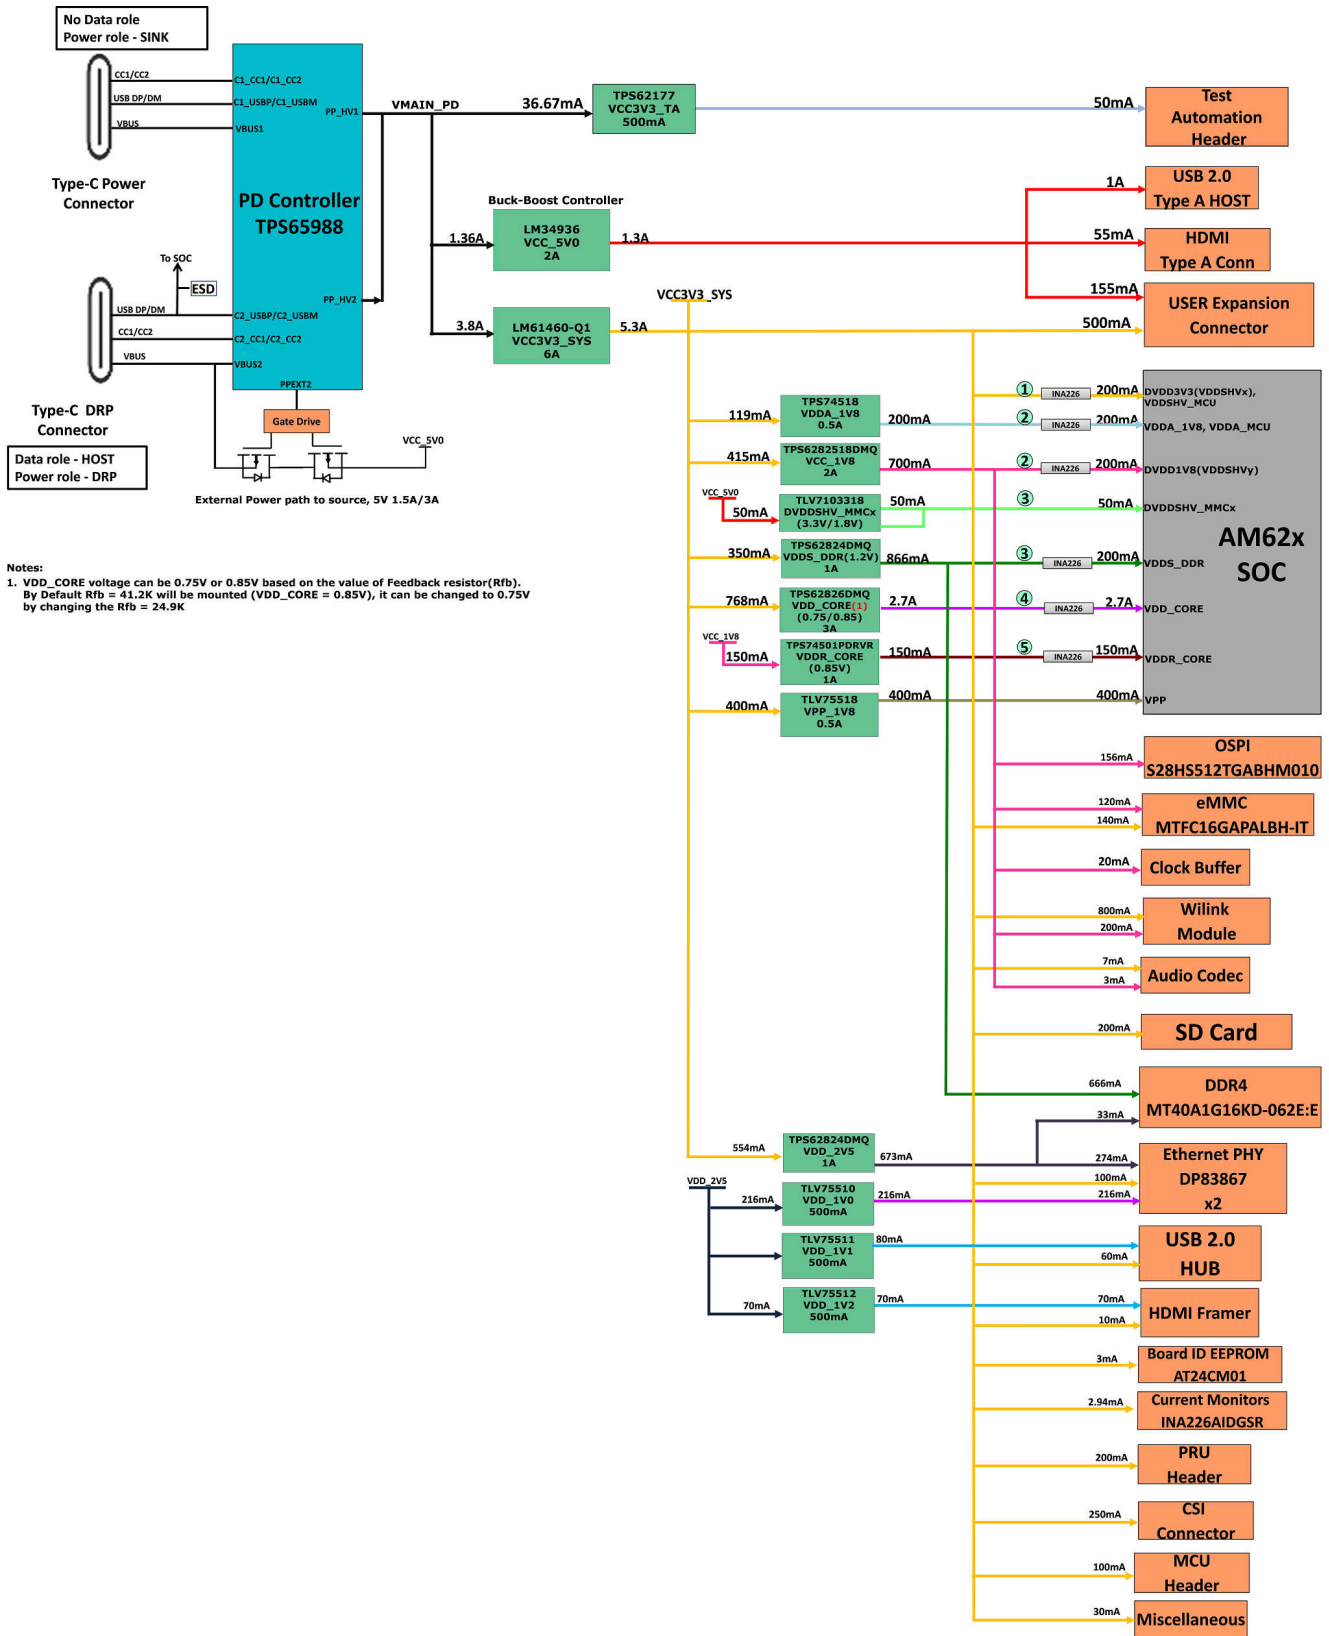 No Data role
Power role - SINK
CC1/CC2
USB DP/DM
VBUS
Type-C Power
Connector
C1_CC1/C1_CC2
C1_USBP/C1_USBM
VBUS1
PP_HV1
PD Controller
TPS65988
PP_HV2
C2_USBP/C2_USBM
C2_CC1/C2_CC2
VBUS2
PPEXT2
To SOC
ESD
USB DP/DM
CC1/CC2
VBUS
Type-C DRP
Connector
Data role - HOST
Power role - DRP
Gate Drive
VCC_5V0
External Power path to source, 5V 1.5A/3A
Notes:
1. VDD_CORE voltage can be 0.75V or 0.85V based on the value of Feedback resistor(Rfb).
By Default Rfb = 41.2K will be mounted (VDD_CORE = 0.85V), it can be changed to 0.75V
by changing the Rfb = 24.9K
VMAIN_PD
36.67mA
TPS62177
VCC3V3_TA
500mA
50mA
Test
Automation
Header
Buck-Boost Controller
1.36A
LM34936
VCC_5V0
2A
1.3A
1A
USB 2.0
Type A HOST
55mA
HDMI
Type A Conn
155mA
USER Expansion
Connector
500mA
VCC3V3_SYS
3.8A
LM61460-Q1
VCC3V3_SYS
6A
5.3A
119mA
TPS74518
VDDA_1V8
0.5A
200mA
415mA
TPS6282518DMQ
VCC_1V8
2A
700mA
VCC_5V0
50mA
TLV7103318
DVDDSHV_MMCx
(3.3V/1.8V)
50mA
350mA
TPS62824DMQ
VDDS_DDR(1.2V)
1A
866mA
768mA
TPS62826DMQ
VDD_CORE(1)
(0.75/0.85)
3A
2.7A
VCC_1V8
150mA
TPS74501PDRVR
VDDR_CORE
(0.85V)
1A
150mA
400mA
TLV75518
VPP_1V8
0.5A
400mA
1
INA226
200mA
DVDD3V3(VDDSHVx),
VDDSHV_MCU
2
INA226
200mA
VDDA_1V8, VDDA_MCU
2
INA226
200mA
DVDD1V8(VDDSHVy)
3
50mA
DVDDSHV_MMCx
3
INA226
200mA
VDDS_DDR
4
INA226
2.7A
VDD_CORE
5
INA226
150mA
VDDR_CORE
400mA
VPP
AM62x
SOC
156mA
OSPI
S28HS512TGABHM010
120mA
140mA
eMMC
MTFC16GAPALBH-IT
20mA
Clock Buffer
800mA
200mA
Wilink
Module
7mA
3mA
Audio Codec
200mA
SD Card
666mA
33mA
DDR4
MT40A1G16KD-062E:E
554mA
TPS62824DMQ
VDD_2V5
1A
673mA
274mA
100mA
216mA
Ethernet PHY
DP83867
x2
VDD_2V5
216mA
TLV75510
VDD_1V0
500mA
216mA
TLV75511
VDD_1V1
500mA
80mA
60mA
USB 2.0
HUB
70mA
TLV75512
VDD_1V2
500mA
70mA
70mA
10mA
HDMI Framer
3mA
Board ID EEPROM
AT24CM01
2.94mA
Current Monitors
INA226AIDGSR
200mA
PRU
Header
250mA
CSI
Connector
100mA
MCU
Header
30mA
Miscellaneous